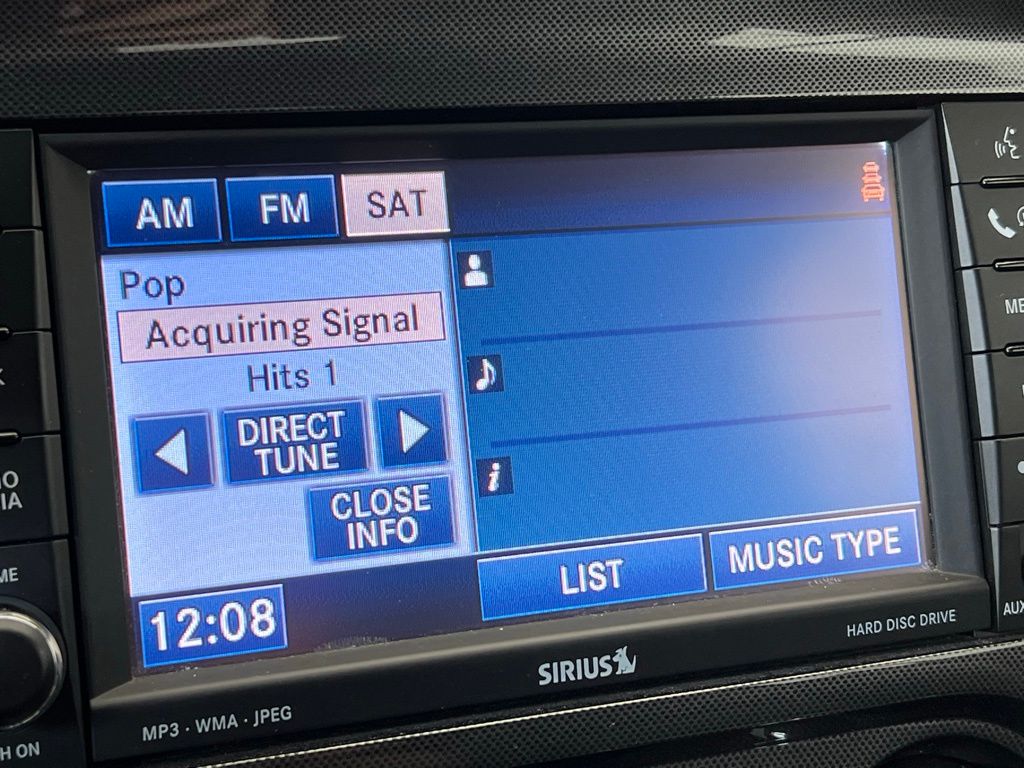 AM FM SAT
Pop
Acquiring Signal
Hits 1
DIRECT
TUNE
CLOSE
INFO
LIST
MUSIC TYPE
12:08
SIRIUS
HARD DISC DRIVE
MP3 · WMA · JPEG